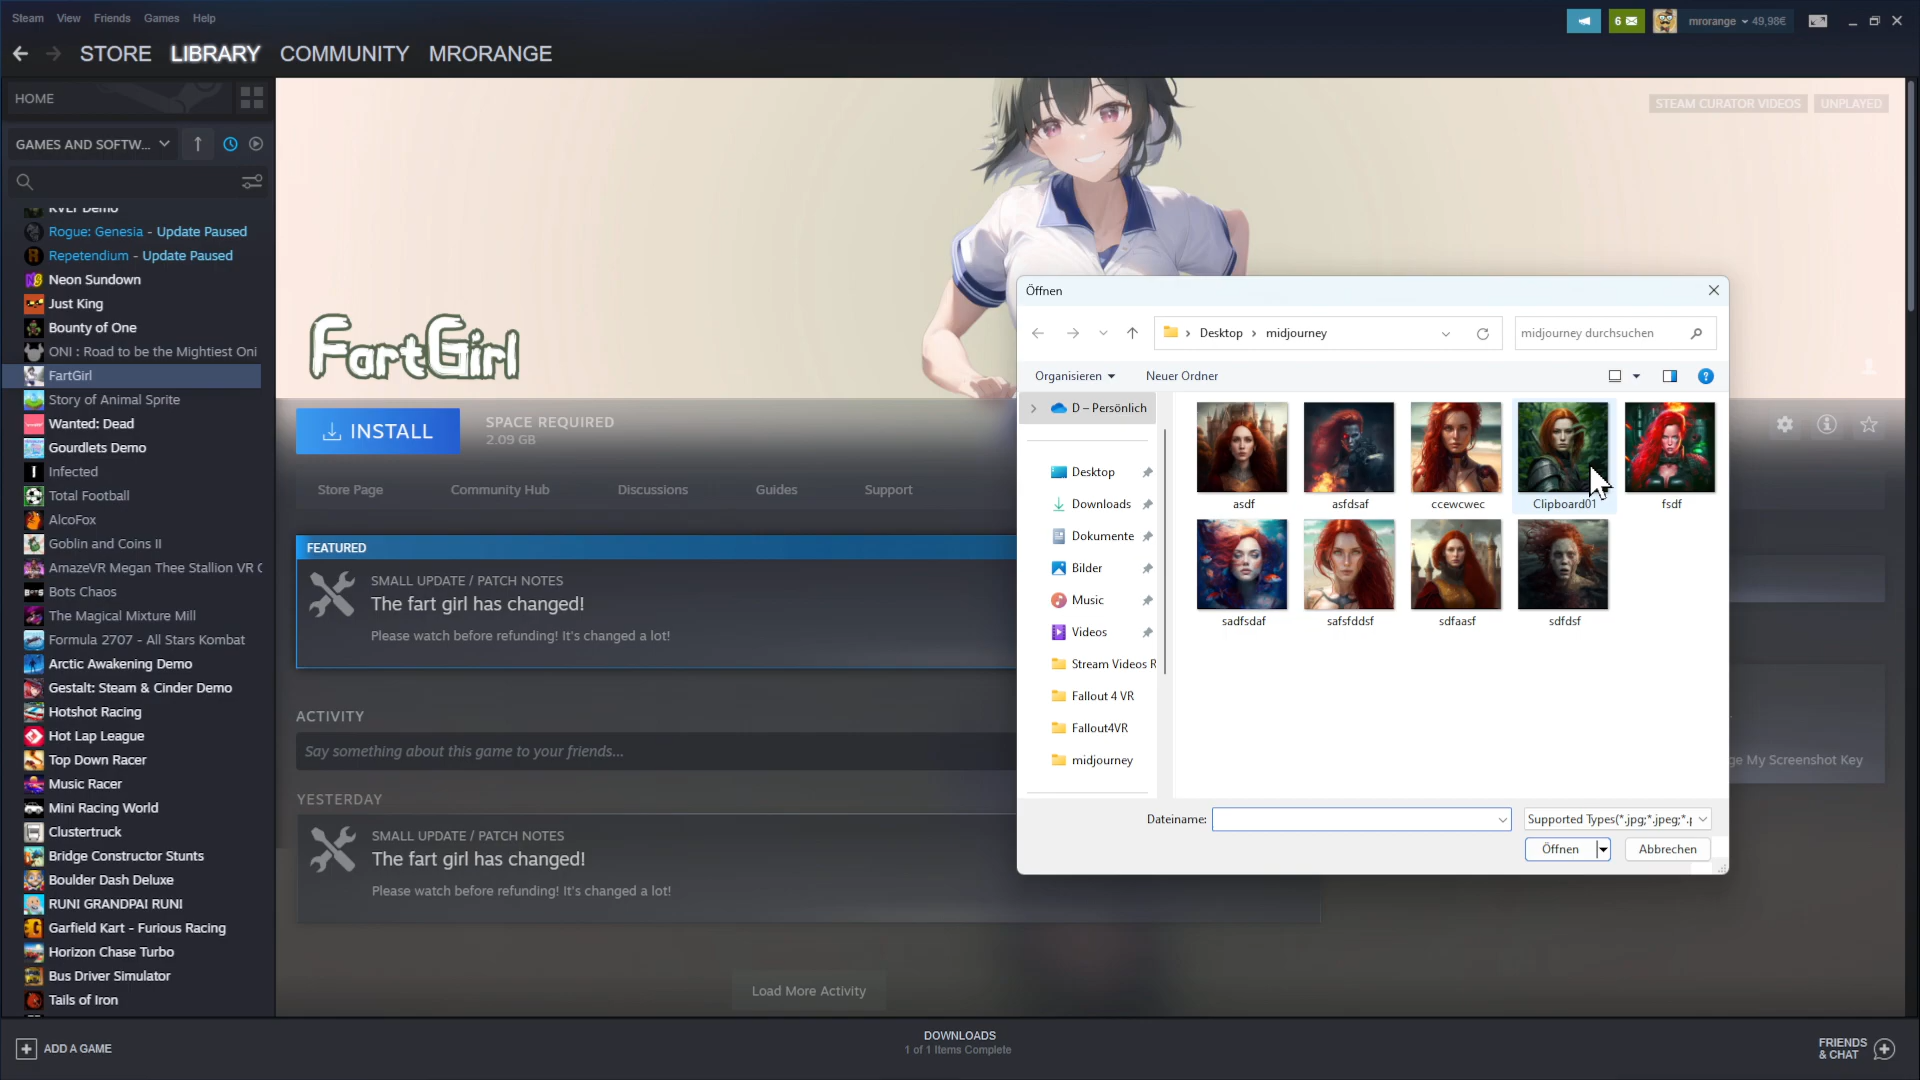 Steam View Friends Games Help
6 mrorange 49,98€
STORE LIBRARY COMMUNITY MRORANGE
HOME
GAMES AND SOFTW...
KVLT Demo
Rogue: Genesia - Update Paused
Repetendium - Update Paused
Neon Sundown
Just King
Bounty of One
ONI : Road to be the Mightiest Oni
FartGirl
Story of Animal Sprite
Wanted: Dead
Gourdlets Demo
Infected
Total Football
AlcoFox
Goblin and Coins II
AmazeVR Megan Thee Stallion VR C
Bots Chaos
The Magical Mixture Mill
Formula 2707 - All Stars Kombat
Arctic Awakening Demo
Gestalt: Steam & Cinder Demo
Hotshot Racing
Hot Lap League
Top Down Racer
Music Racer
Mini Racing World
Clustertruck
Bridge Constructor Stunts
Boulder Dash Deluxe
RUNI GRANDPAI RUNI
Garfield Kart - Furious Racing
Horizon Chase Turbo
Bus Driver Simulator
Tails of Iron
ADD A GAME
STEAM CURATOR VIDEOS UNPLAYED
FartGirl
INSTALL
SPACE REQUIRED
2.09 GB
Store Page Community Hub Discussions Guides Support
FEATURED
SMALL UPDATE / PATCH NOTES
The fart girl has changed!
Please watch before refunding! It's changed a lot!
ACTIVITY
Say something about this game to your friends...
YESTERDAY
SMALL UPDATE / PATCH NOTES
The fart girl has changed!
Please watch before refunding! It's changed a lot!
Load More Activity
ge My Screenshot Key
Öffnen
Desktop midjourney
midjourney durchsuchen
Organisieren Neuer Ordner
D – Persönlich
Desktop
Downloads
Dokumente
Bilder
Music
Videos
Stream Videos R
Fallout 4 VR
Fallout4VR
midjourney
asdf asfdsaf ccewcwec Clipboard01 fsdf
sadfsdaf safsfddsf sdfaasf sdfdsf
Dateiname:
Supported Types(*.jpg;*.jpeg;*.p
Öffnen Abbrechen
DOWNLOADS
1 of 1 Items Complete
FRIENDS
& CHAT